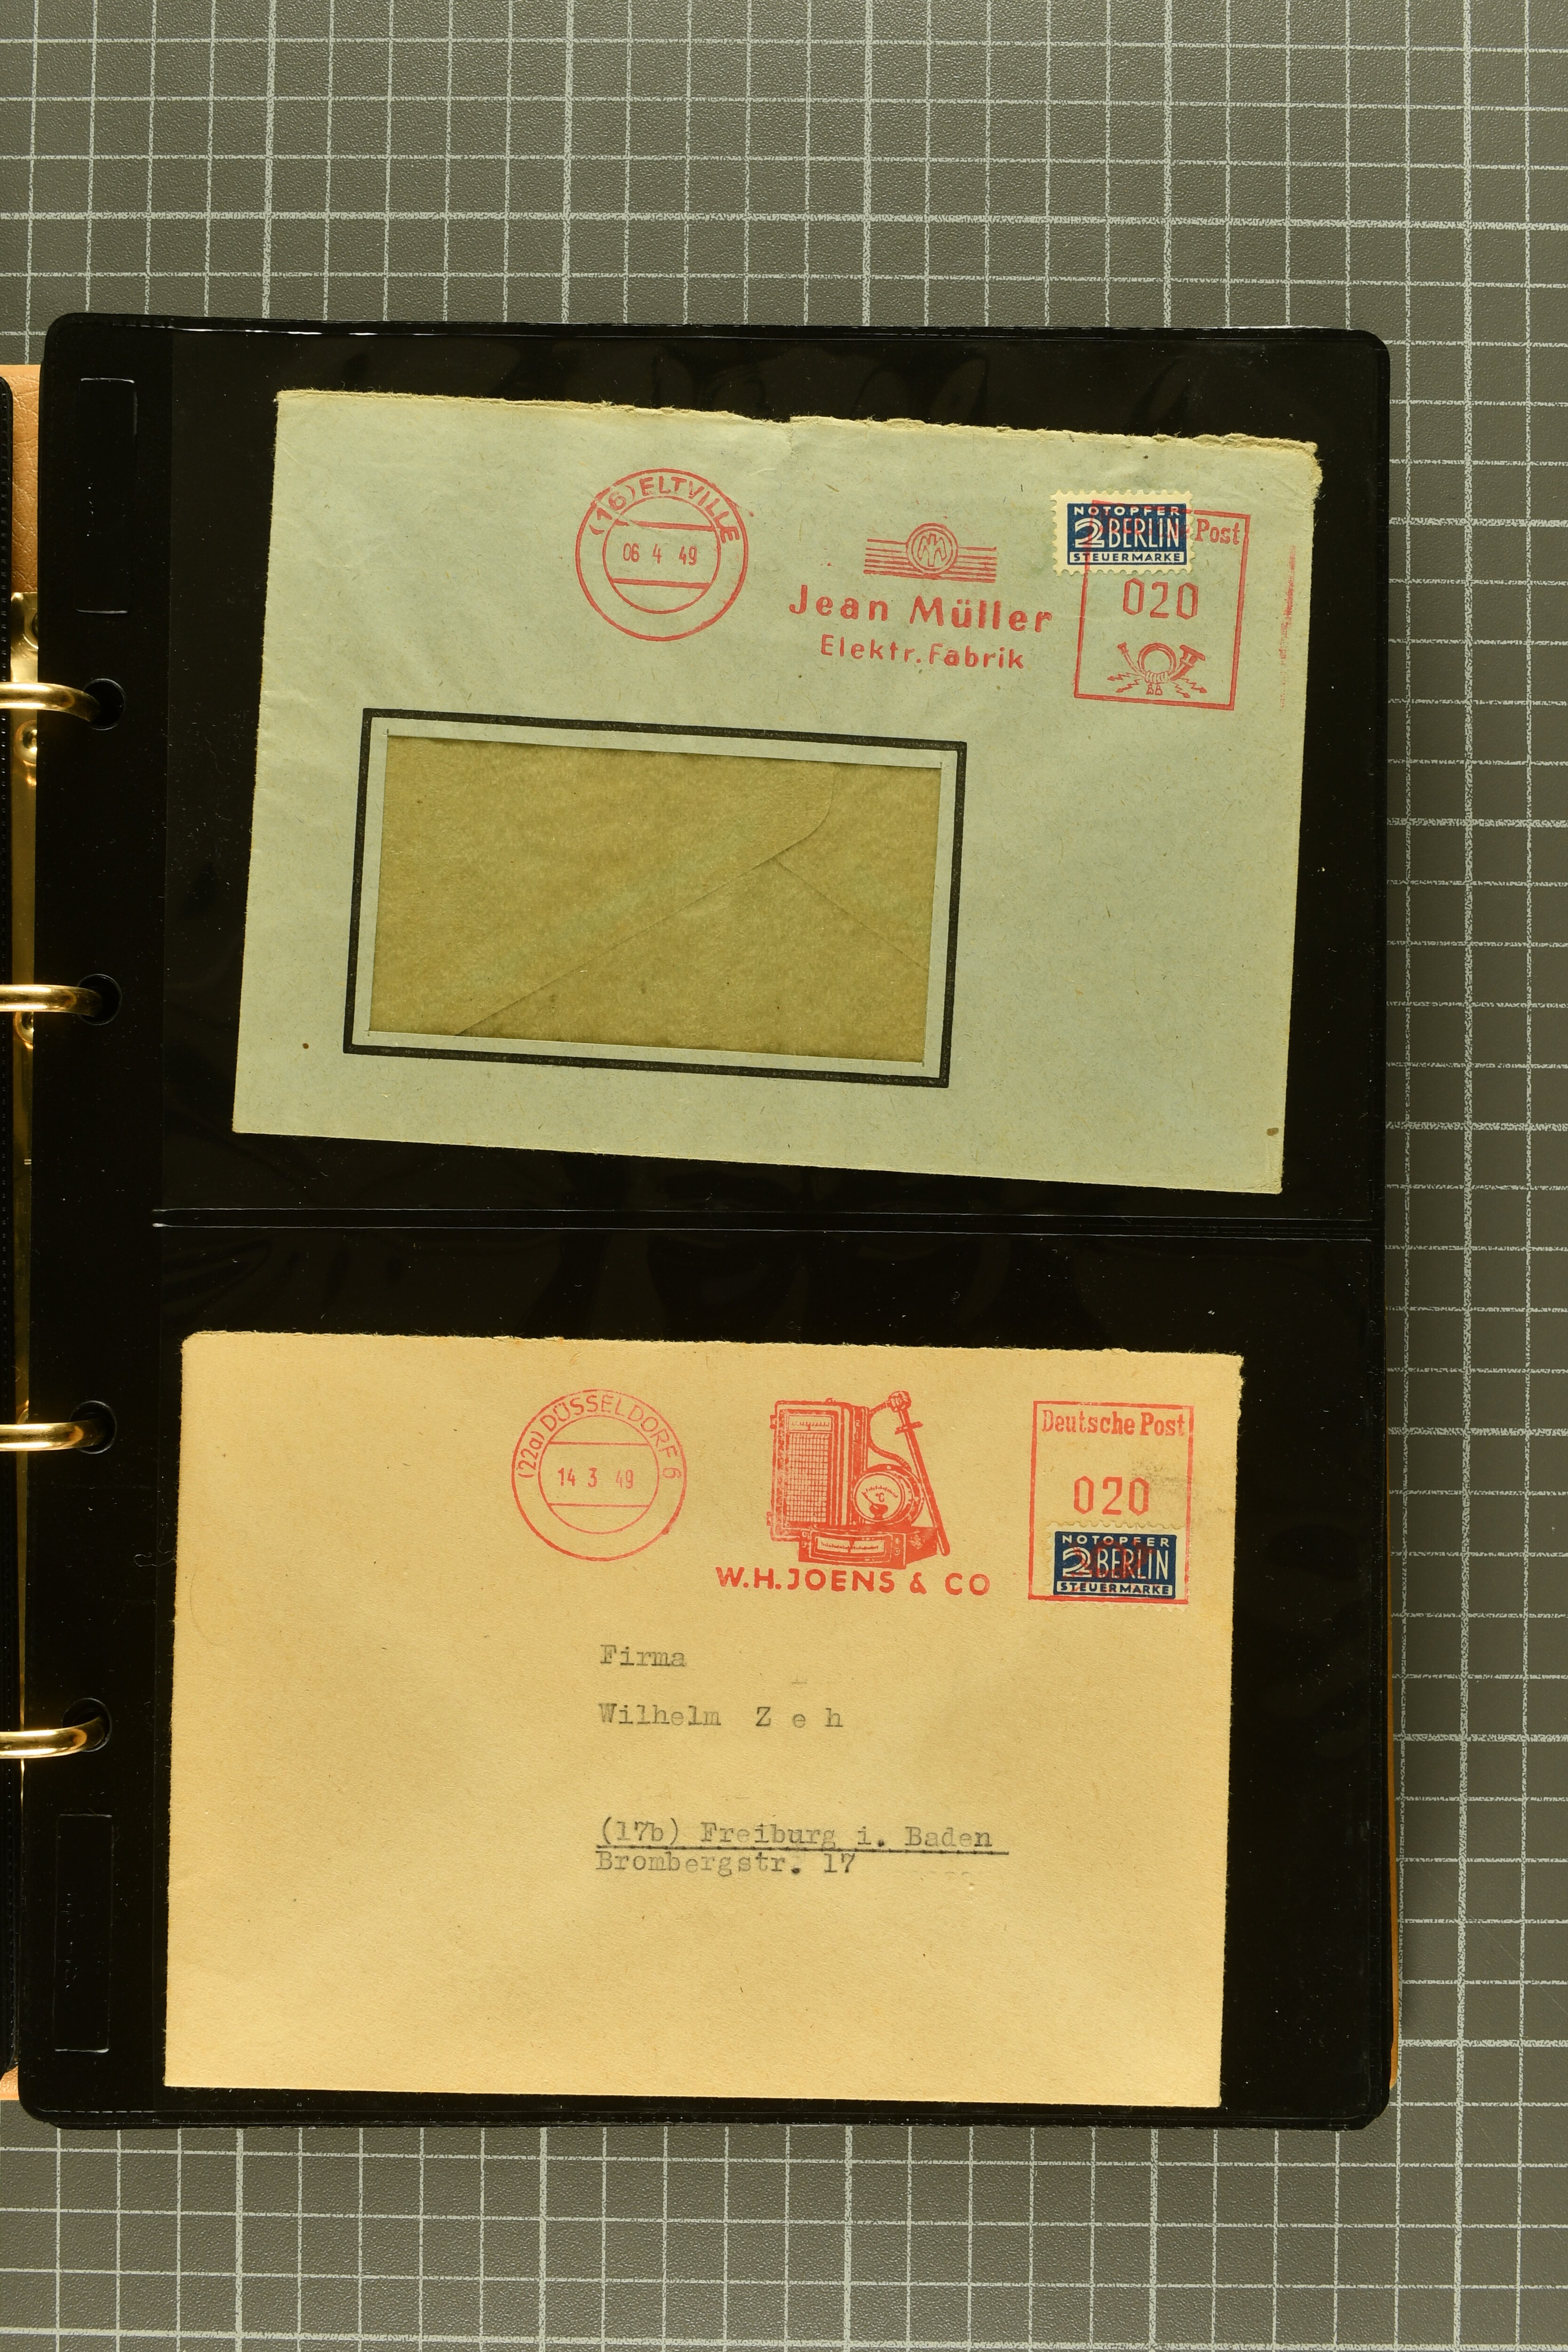 (16) ELTVILLE
06 4 49
Jean Müller
Elektr. Fabrik
NOTOPFER
2 BERLIN
STEUERMARKE
Post
020
(22a) DÜSSELDORF 6
14 3 49
°C
W.H. JOENS & CO
Deutsche Post
020
NOTOPFER
2 BERLIN
STEUERMARKE
Firma
Wilhelm Z e h
(17b) Freiburg i. Baden
Brombergstr. 17